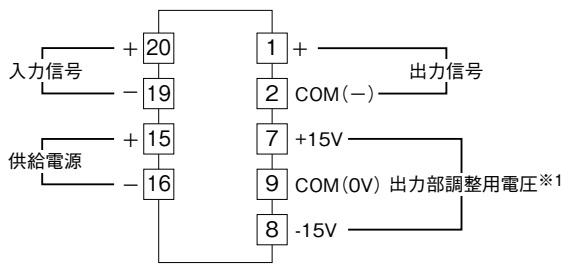 + 20 1 +
入力信号 出力信号
− 19 2 COM(−)
+ 15 7 +15V
供給電源
− 16 9 COM(0V) 出力部調整用電圧※1
8 -15V